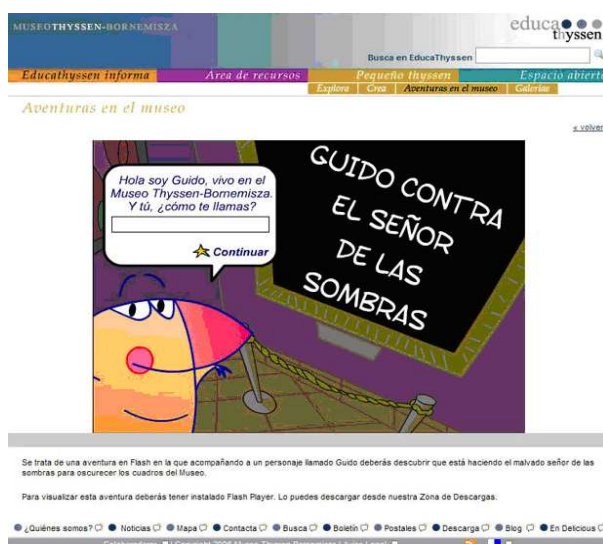 MUSEOTHYSSEN-BORNEMISZA
educa
thyssen
Busca en EducaThyssen
Educathyssen informa Area de recursos Pequeño thyssen Espacio abierto
Explora Crea Aventuras en el museo Galerías
Aventuras en el museo
« volver
Hola soy Guido, vivo en el
Museo Thyssen-Bornemisza.
Y tú, ¿cómo te llamas?
Continuar
GUIDO CONTRA
EL SEÑOR
DE LAS
SOMBRAS
Se trata de una aventura en Flash en la que acompañando a un personaje llamado Guido deberás descubrir que está haciendo el malvado señor de las
sombras para oscurecer los cuadros del Museo.
Para visualizar esta aventura deberás tener instalado Flash Player. Lo puedes descargar desde nuestra Zona de Descargas.
¿Quiénes somos? Noticias Mapa Contacta Busca Boletín Postales Descarga Blog En Delicious